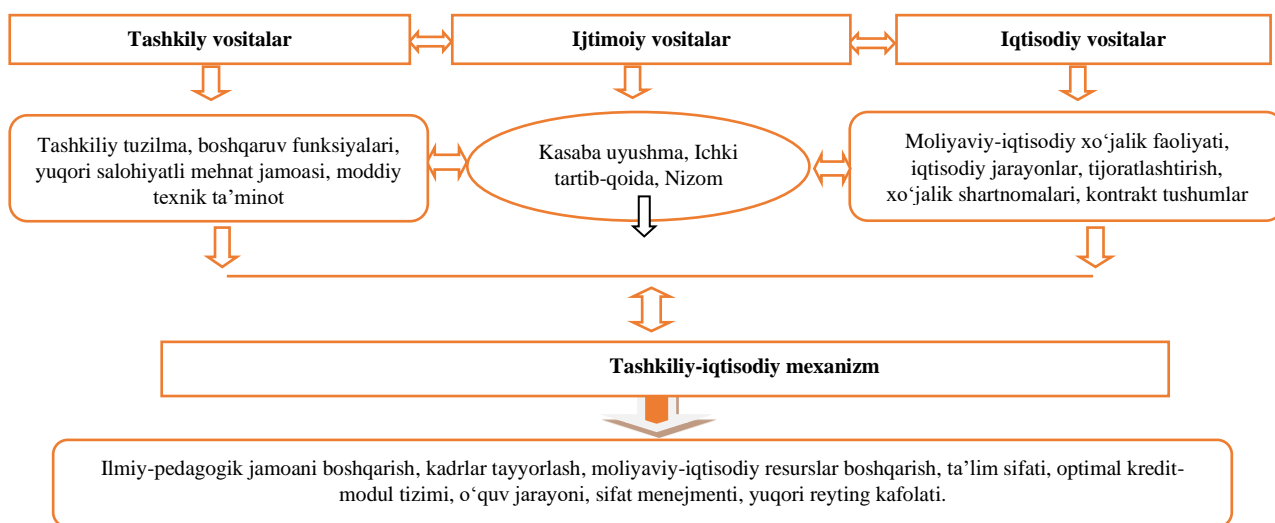 Tashkiliy vositalar
Ijtimoiy vositalar
Iqtisodiy vositalar
Tashkiliy tuzilma, boshqaruv funksiyalari,
yuqori salohiyatli mehnat jamoasi, moddiy
texnik ta’minot
Kasaba uyushma, Ichki
tartib-qoida, Nizom
Moliyaviy-iqtisodiy xo‘jalik faoliyati,
iqtisodiy jarayonlar, tijoratlashtirish,
xo‘jalik shartnomalari, kontrakt tushumlar
Tashkiliy-iqtisodiy mexanizm
Ilmiy-pedagogik jamoani boshqarish, kadrlar tayyorlash, moliyaviy-iqtisodiy resurslar boshqarish, ta’lim sifati, optimal kredit-
modul tizimi, o‘quv jarayoni, sifat menejmenti, yuqori reyting kafolati.